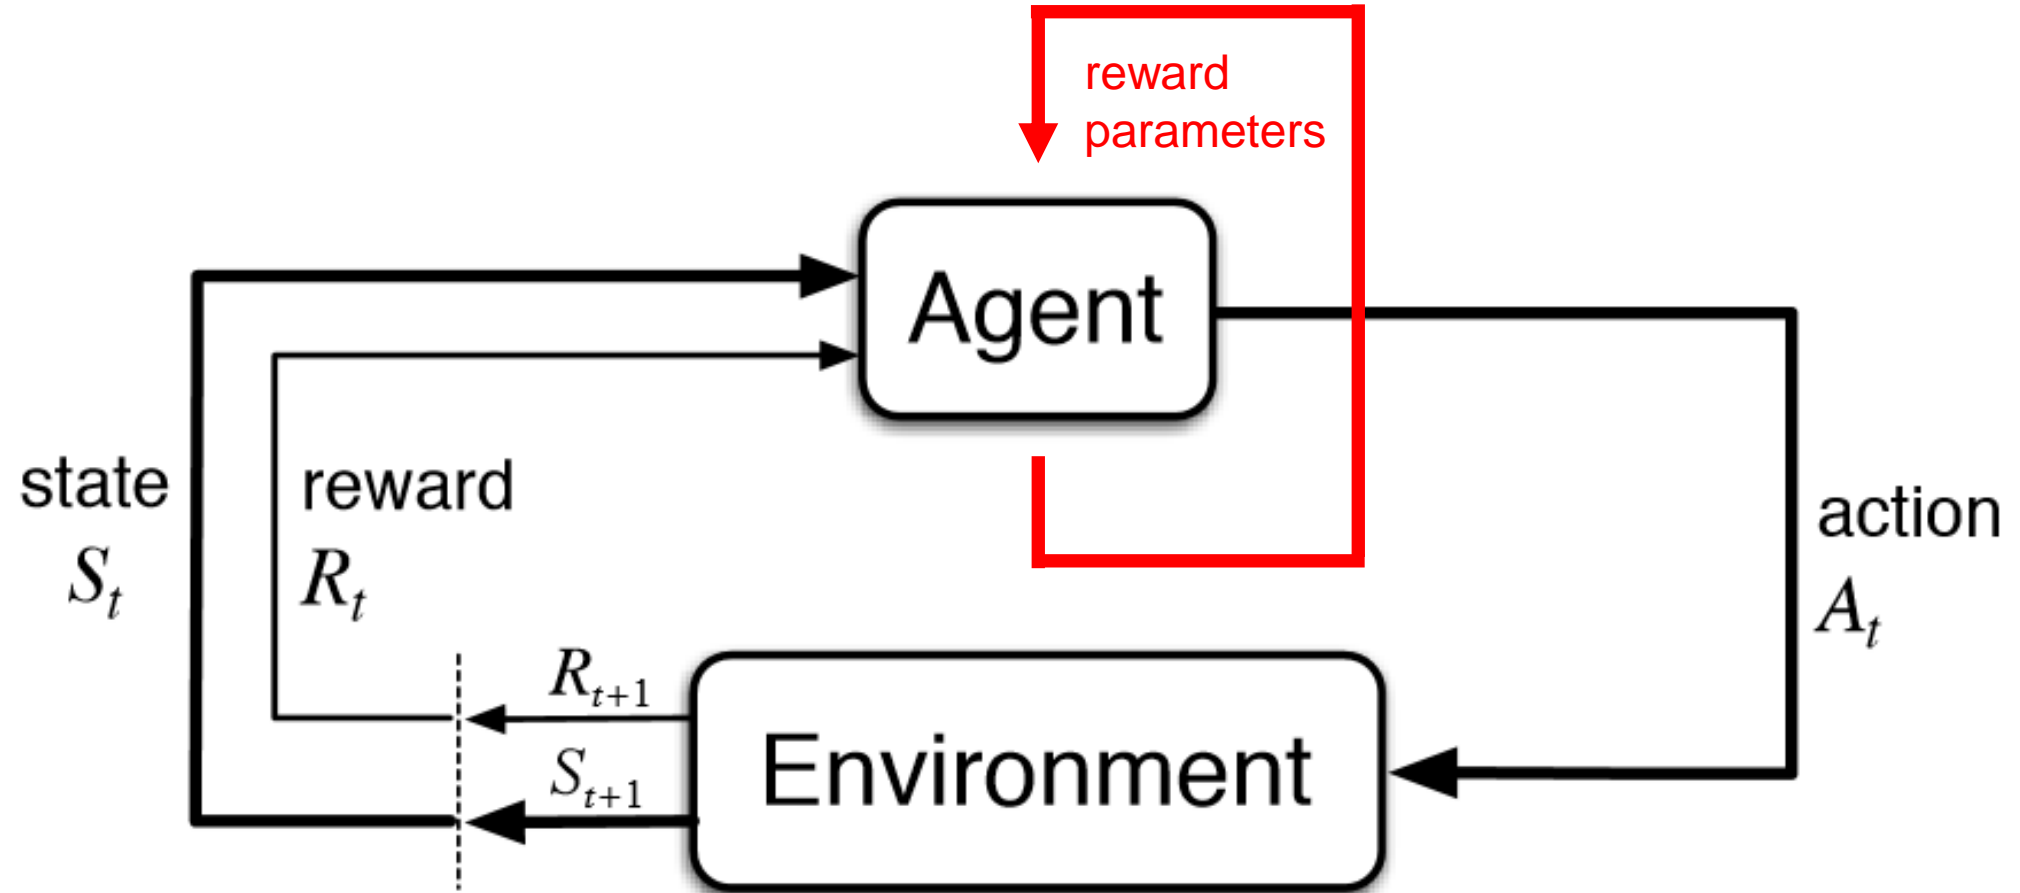 reward
parameters
Agent
state
S_t
reward
R_t
action
A_t
R_{t+1}
S_{t+1}
Environment